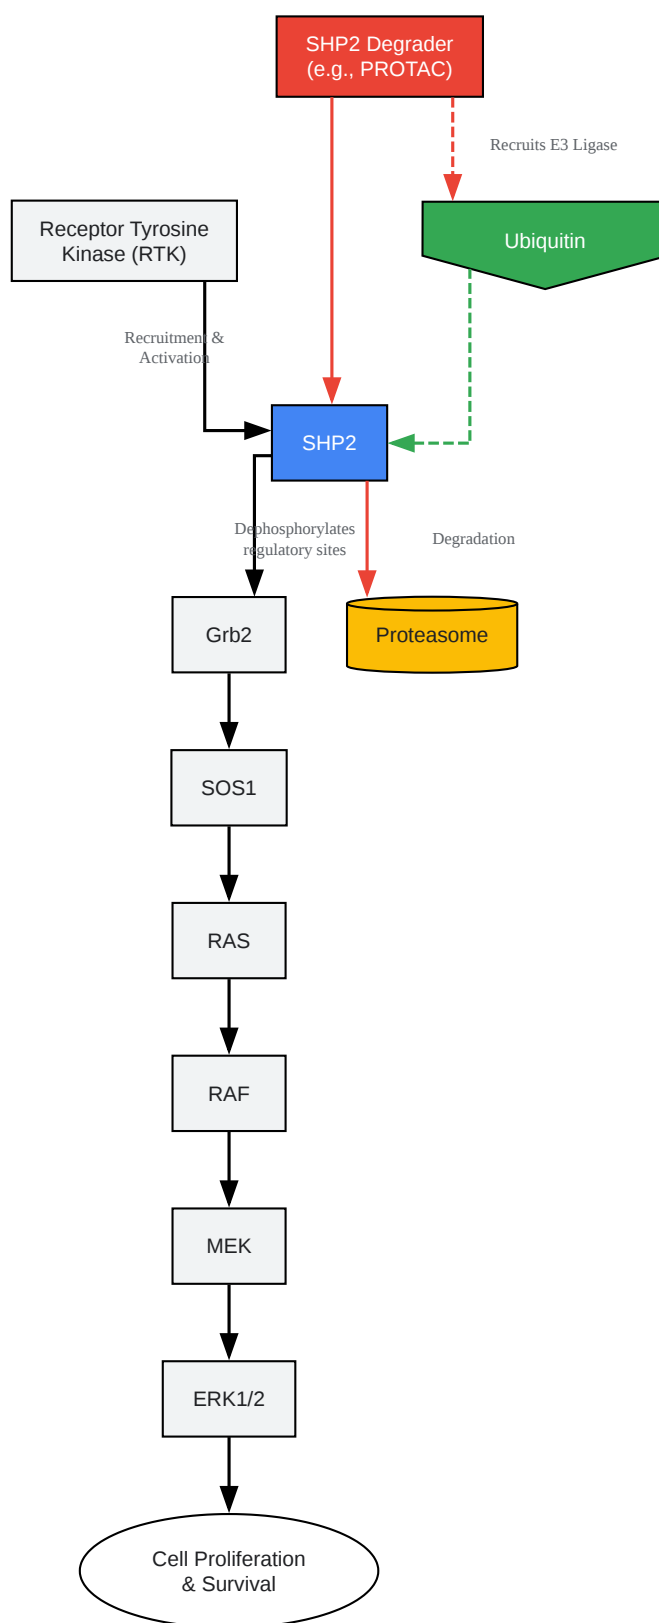 SHP2 Degrader
(e.g., PROTAC)
Recruits E3 Ligase
Receptor Tyrosine
Kinase (RTK)
Ubiquitin
Recruitment &
Activation
SHP2
Dephosphorylates
regulatory sites
Degradation
Grb2
Proteasome
SOS1
RAS
RAF
MEK
ERK1/2
Cell Proliferation
& Survival